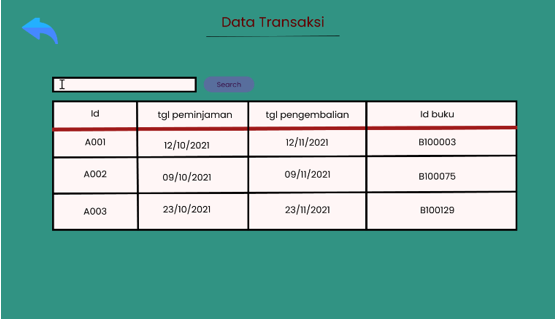 Data Transaksi
Search
Id tgl peminjaman tgl pengembalian Id buku
A001 12/10/2021 12/11/2021 B100003
A002 09/10/2021 09/11/2021 B100075
A003 23/10/2021 23/11/2021 B100129